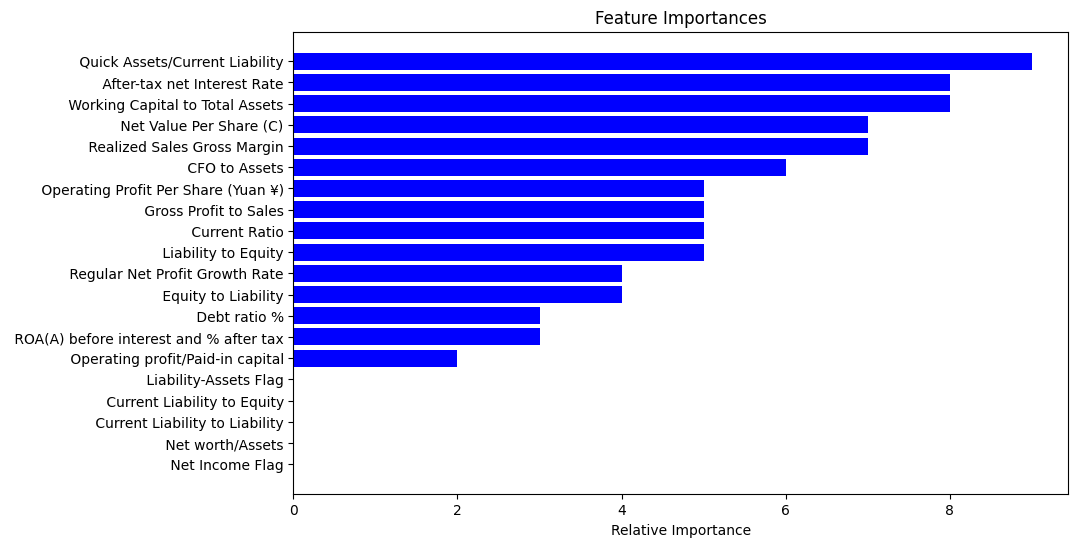 Feature Importances
Quick Assets/Current Liability
After-tax net Interest Rate
Working Capital to Total Assets
Net Value Per Share (C)
Realized Sales Gross Margin
CFO to Assets
Operating Profit Per Share (Yuan ¥)
Gross Profit to Sales
Current Ratio
Liability to Equity
Regular Net Profit Growth Rate
Equity to Liability
Debt ratio %
ROA(A) before interest and % after tax
Operating profit/Paid-in capital
Liability-Assets Flag
Current Liability to Equity
Current Liability to Liability
Net worth/Assets
Net Income Flag
0 2 4 6 8
Relative Importance